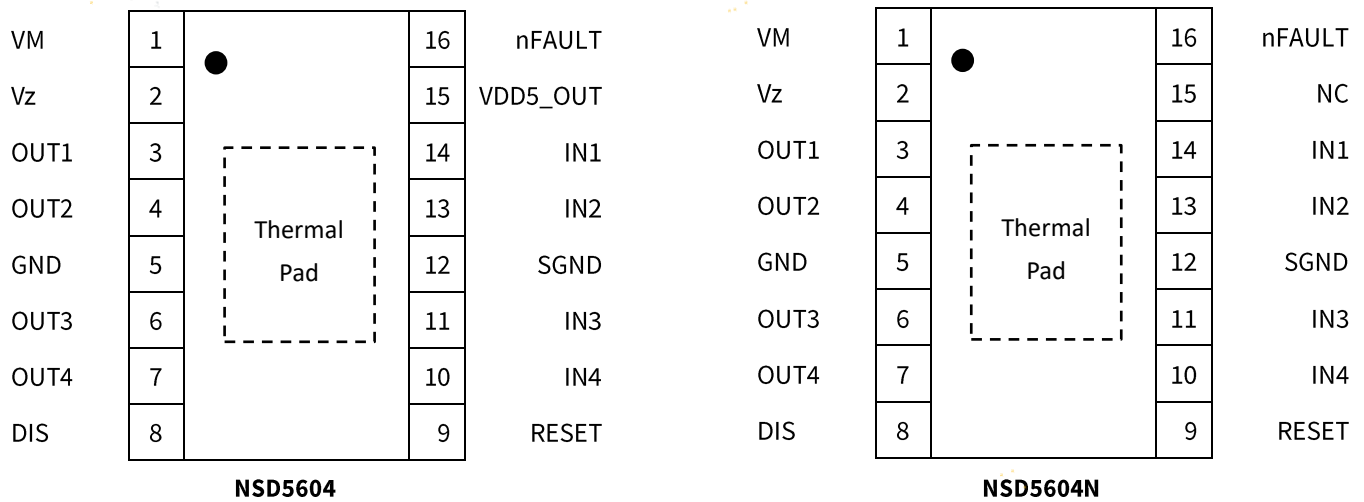 VM 1 16 nFAULT
Vz 2 15 VDD5_OUT
OUT1 3 14 IN1
OUT2 4 13 IN2
Thermal
Pad
GND 5 12 SGND
OUT3 6 11 IN3
OUT4 7 10 IN4
DIS 8 9 RESET
NSD5604
VM 1 16 nFAULT
Vz 2 15 NC
OUT1 3 14 IN1
OUT2 4 13 IN2
Thermal
Pad
GND 5 12 SGND
OUT3 6 11 IN3
OUT4 7 10 IN4
DIS 8 9 RESET
NSD5604N